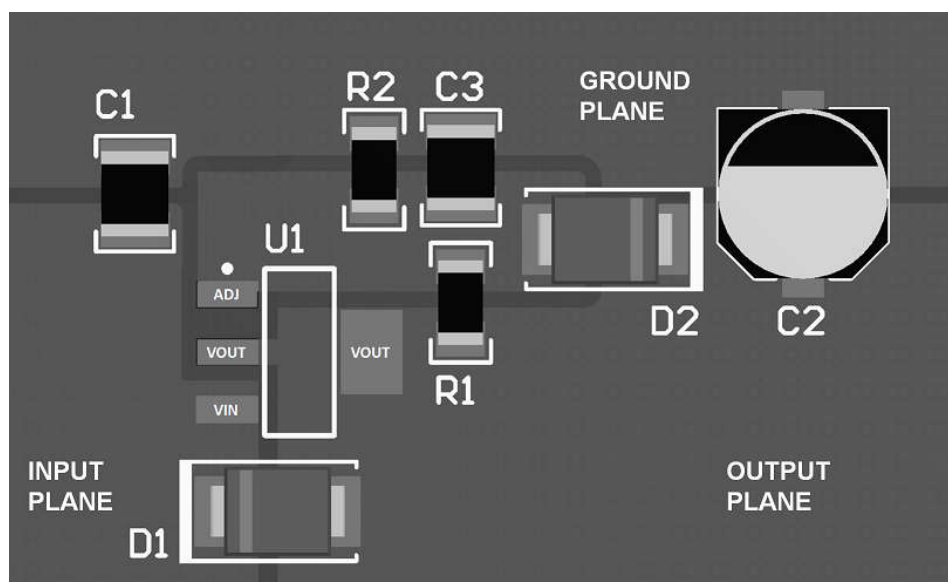 C1
R2
C3
GROUND
PLANE
U1
ADJ
VOUT
VOUT
VIN
R1
D2
C2
INPUT
PLANE
OUTPUT
PLANE
D1